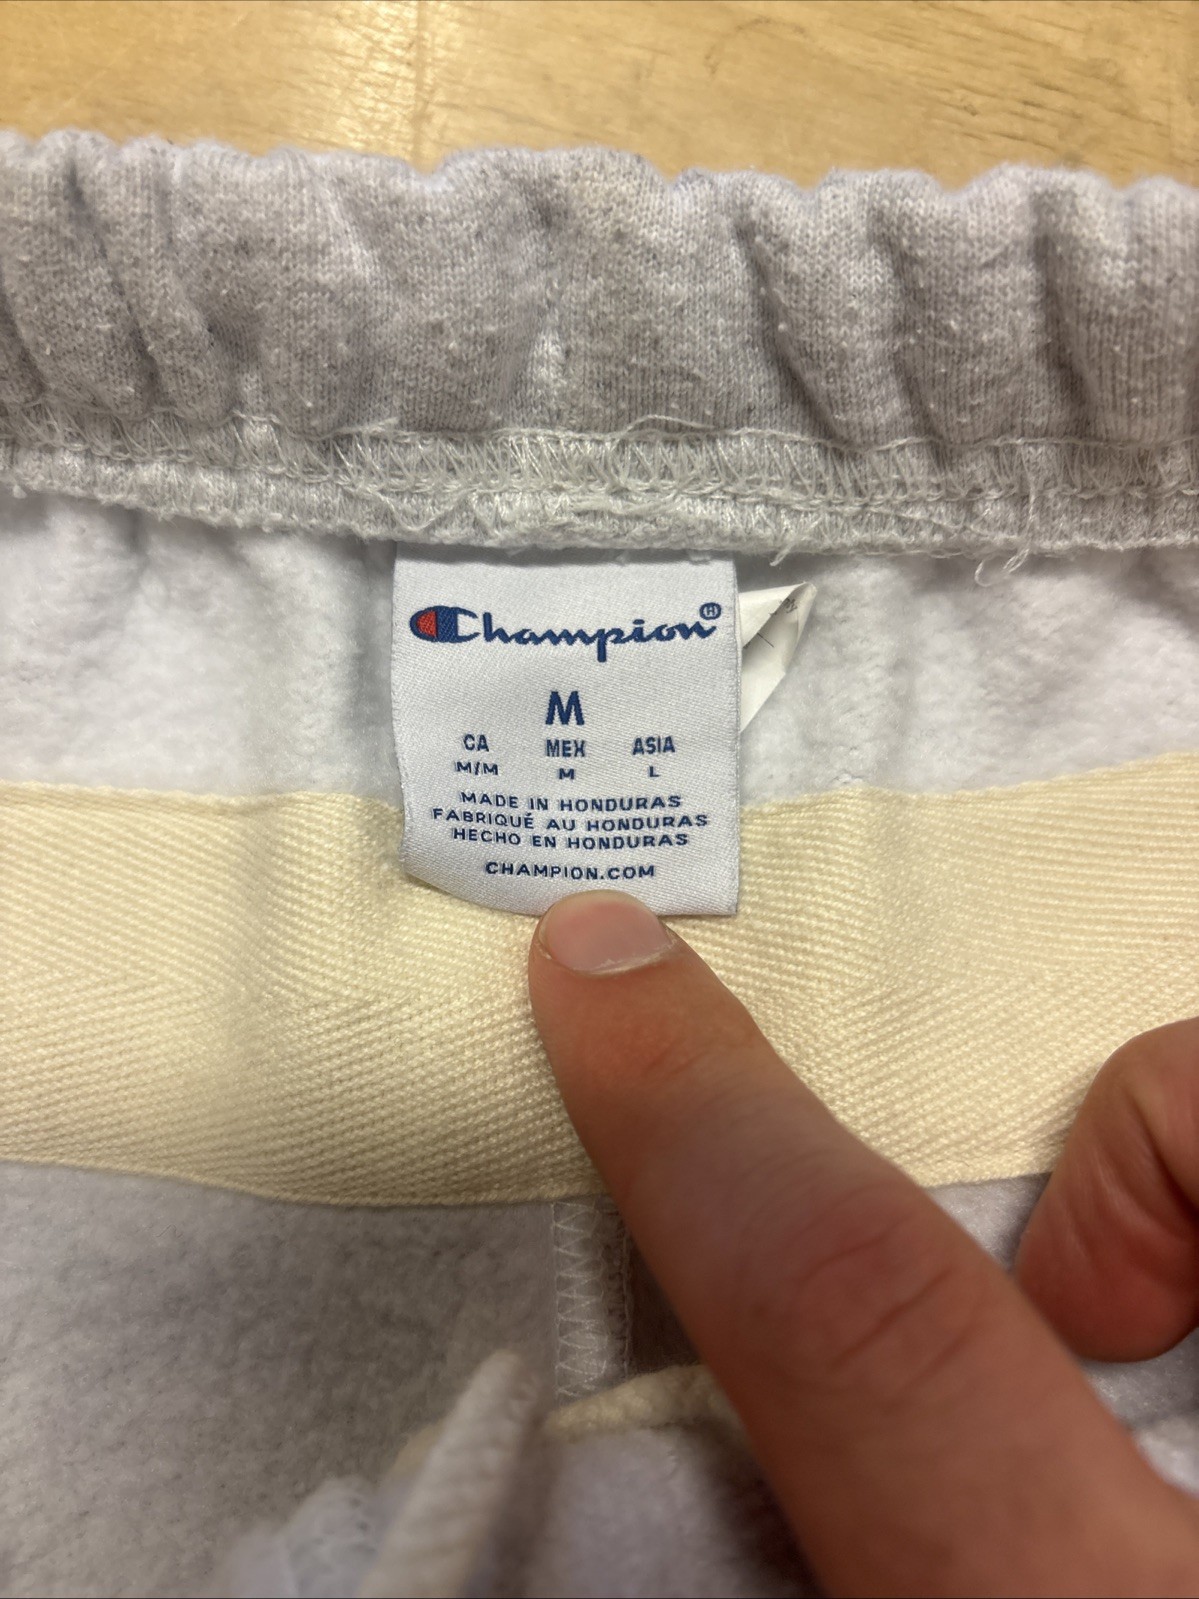 Champion®
M
CA MEX ASIA
M/M M L
MADE IN HONDURAS
FABRIQUÉ AU HONDURAS
HECHO EN HONDURAS
CHAMPION.COM